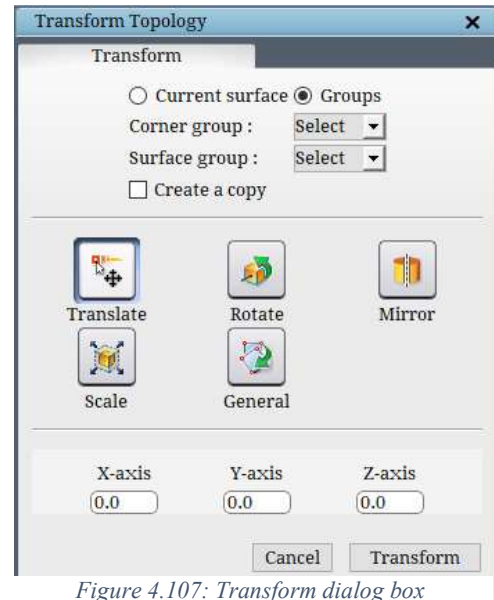 Transform Topology
Transform
Current surface Groups
Corner group : Select
Surface group : Select
Create a copy
Translate Rotate Mirror
Scale General
X-axis Y-axis Z-axis
0.0 0.0 0.0
Cancel Transform
Figure 4.107: Transform dialog box